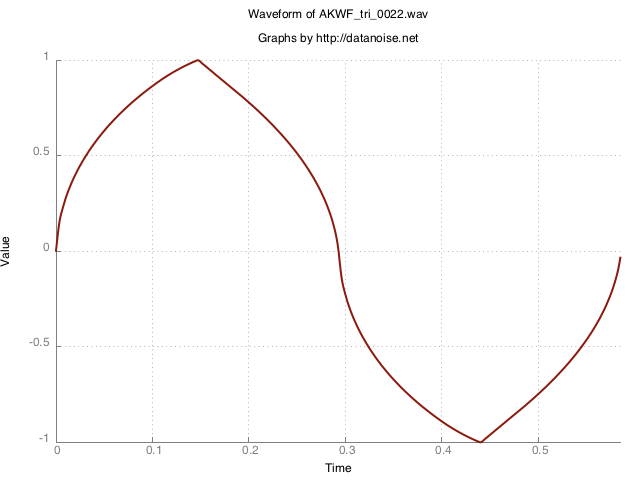 Waveform of AKWF_tri_0022.wav
Graphs by http://datanoise.net
1
0.5
0
-0.5
-1
Value
0 0.1 0.2 0.3 0.4 0.5
Time